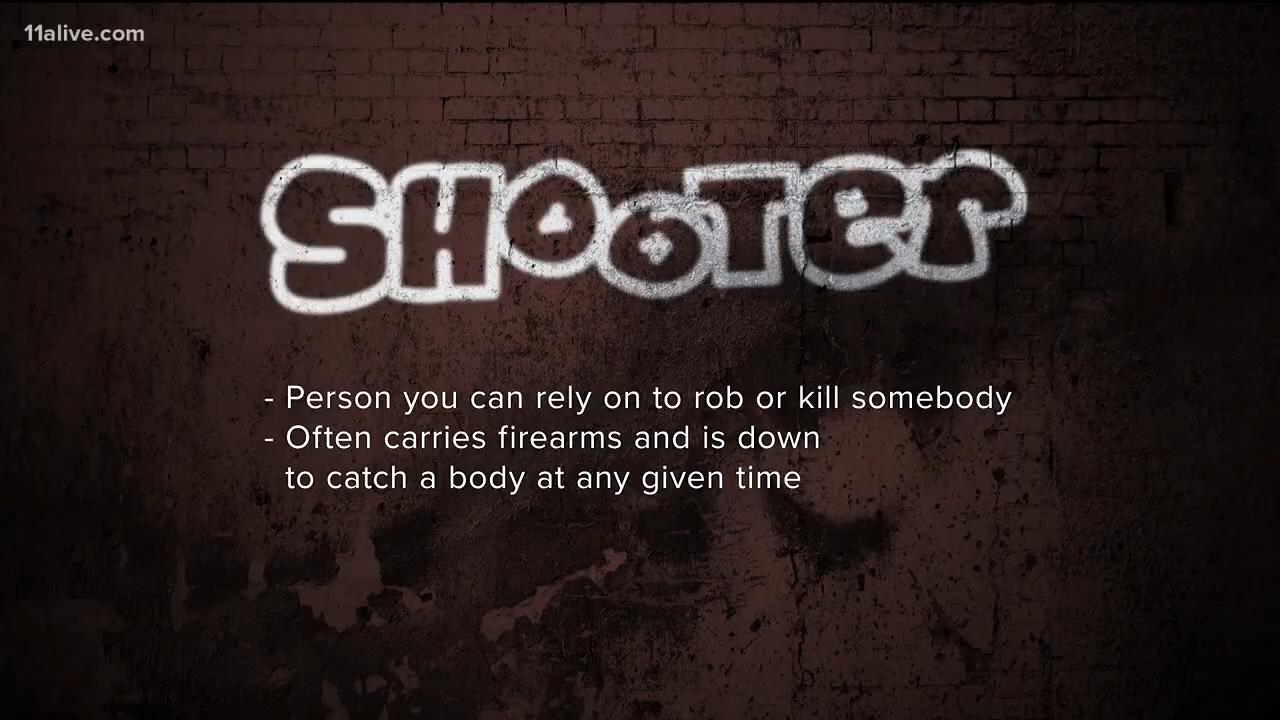 11alive.com
SHOOTER
- Person you can rely on to rob or kill somebody
- Often carries firearms and is down
to catch a body at any given time